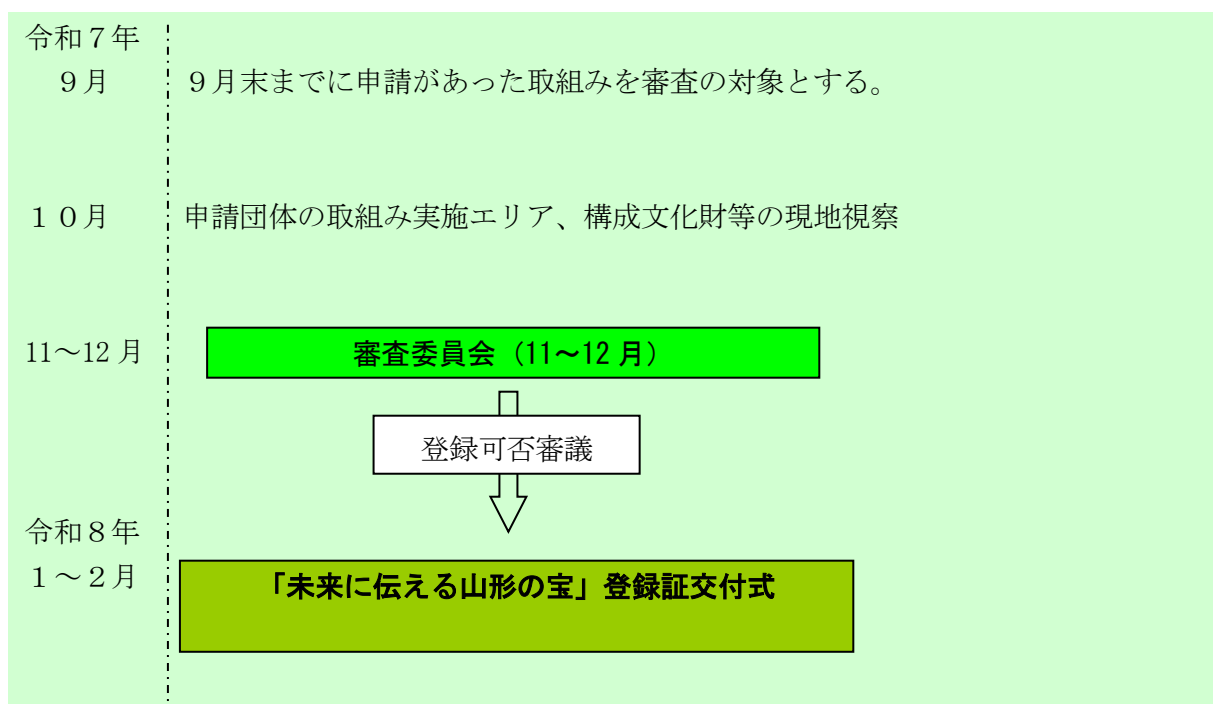 令和７年
９月 ９月末までに申請があった取組みを審査の対象とする。
１０月 申請団体の取組み実施エリア、構成文化財等の現地視察
11～12 月 審査委員会（11～12 月）
登録可否審議
令和８年
１～２月 「未来に伝える山形の宝」登録証交付式